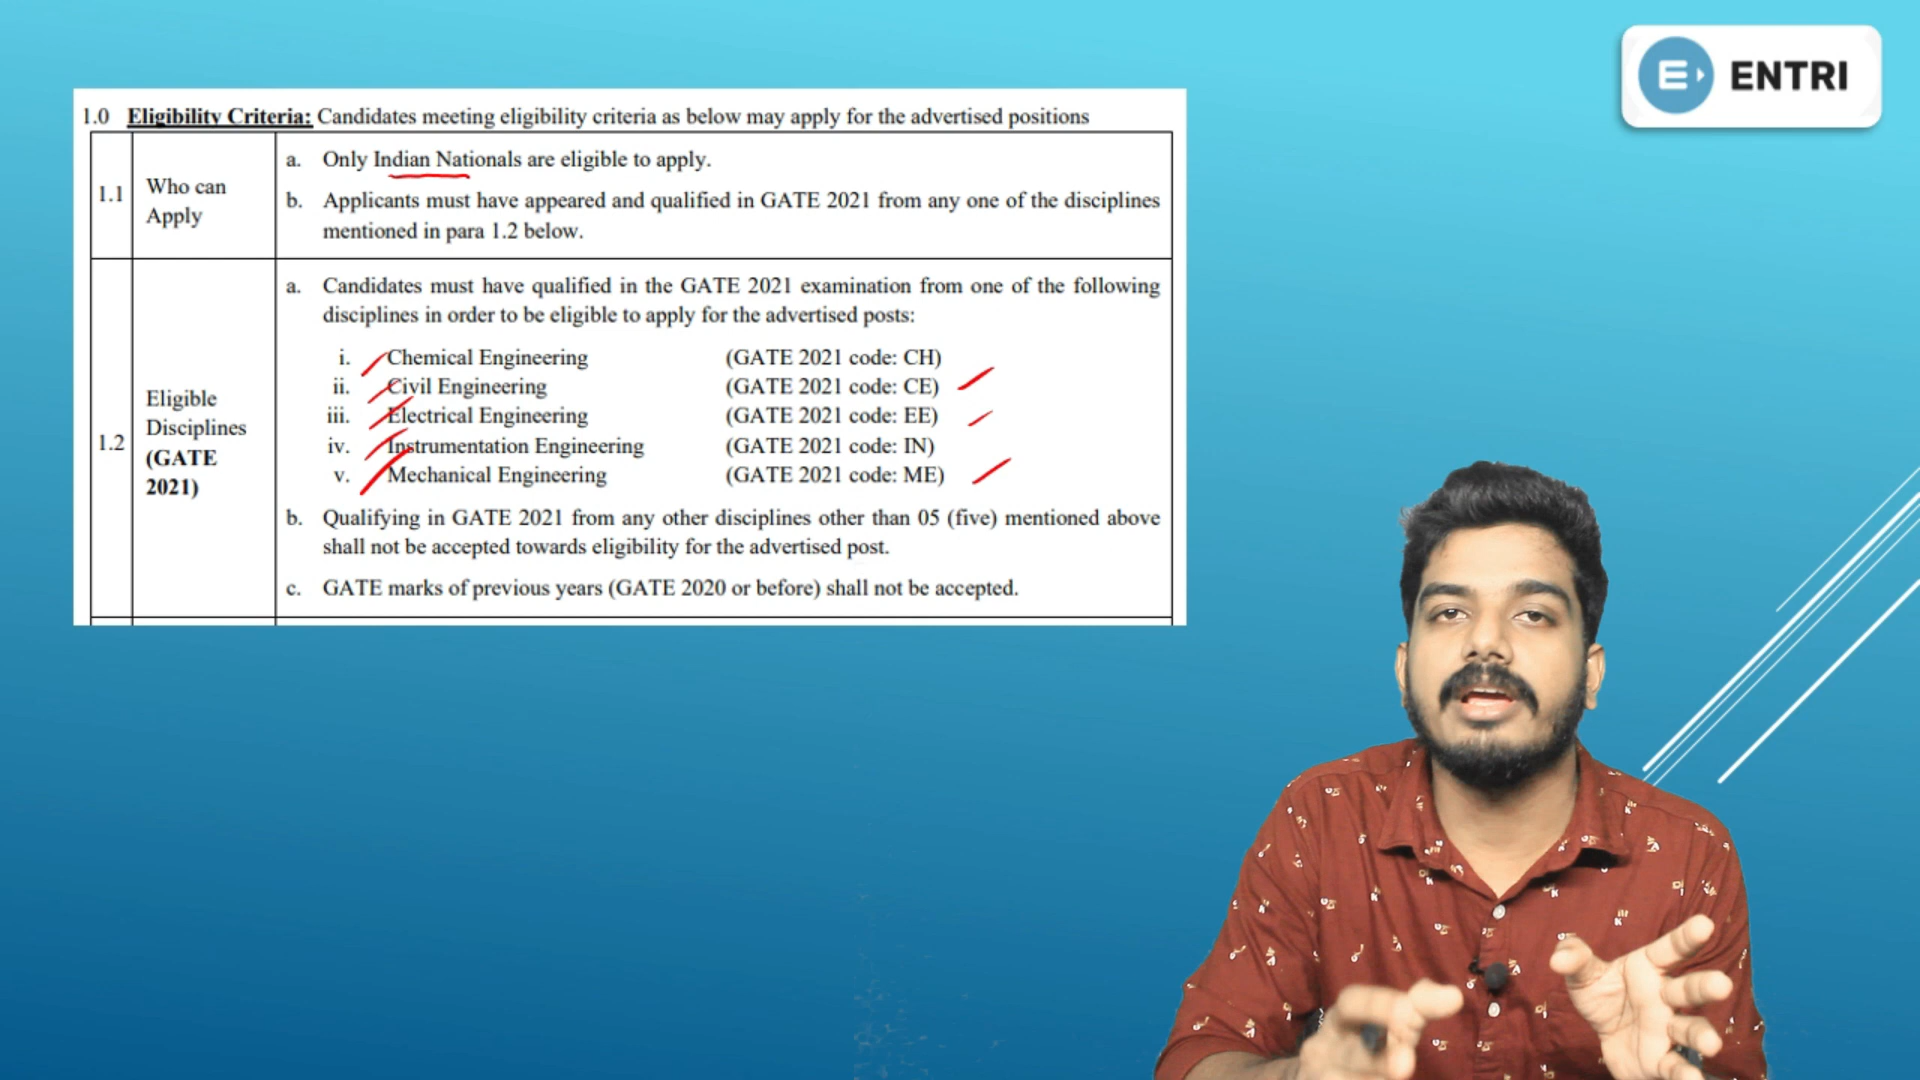 E ENTRI
1.0 Eligibility Criteria: Candidates meeting eligibility criteria as below may apply for the advertised positions
1.1 Who can Apply
a. Only Indian Nationals are eligible to apply.
b. Applicants must have appeared and qualified in GATE 2021 from any one of the disciplines
mentioned in para 1.2 below.
1.2 Eligible Disciplines (GATE 2021)
a. Candidates must have qualified in the GATE 2021 examination from one of the following
disciplines in order to be eligible to apply for the advertised posts:
i. Chemical Engineering (GATE 2021 code: CH)
ii. Civil Engineering (GATE 2021 code: CE)
iii. Electrical Engineering (GATE 2021 code: EE)
iv. Instrumentation Engineering (GATE 2021 code: IN)
v. Mechanical Engineering (GATE 2021 code: ME)
b. Qualifying in GATE 2021 from any other disciplines other than 05 (five) mentioned above
shall not be accepted towards eligibility for the advertised post.
c. GATE marks of previous years (GATE 2020 or before) shall not be accepted.